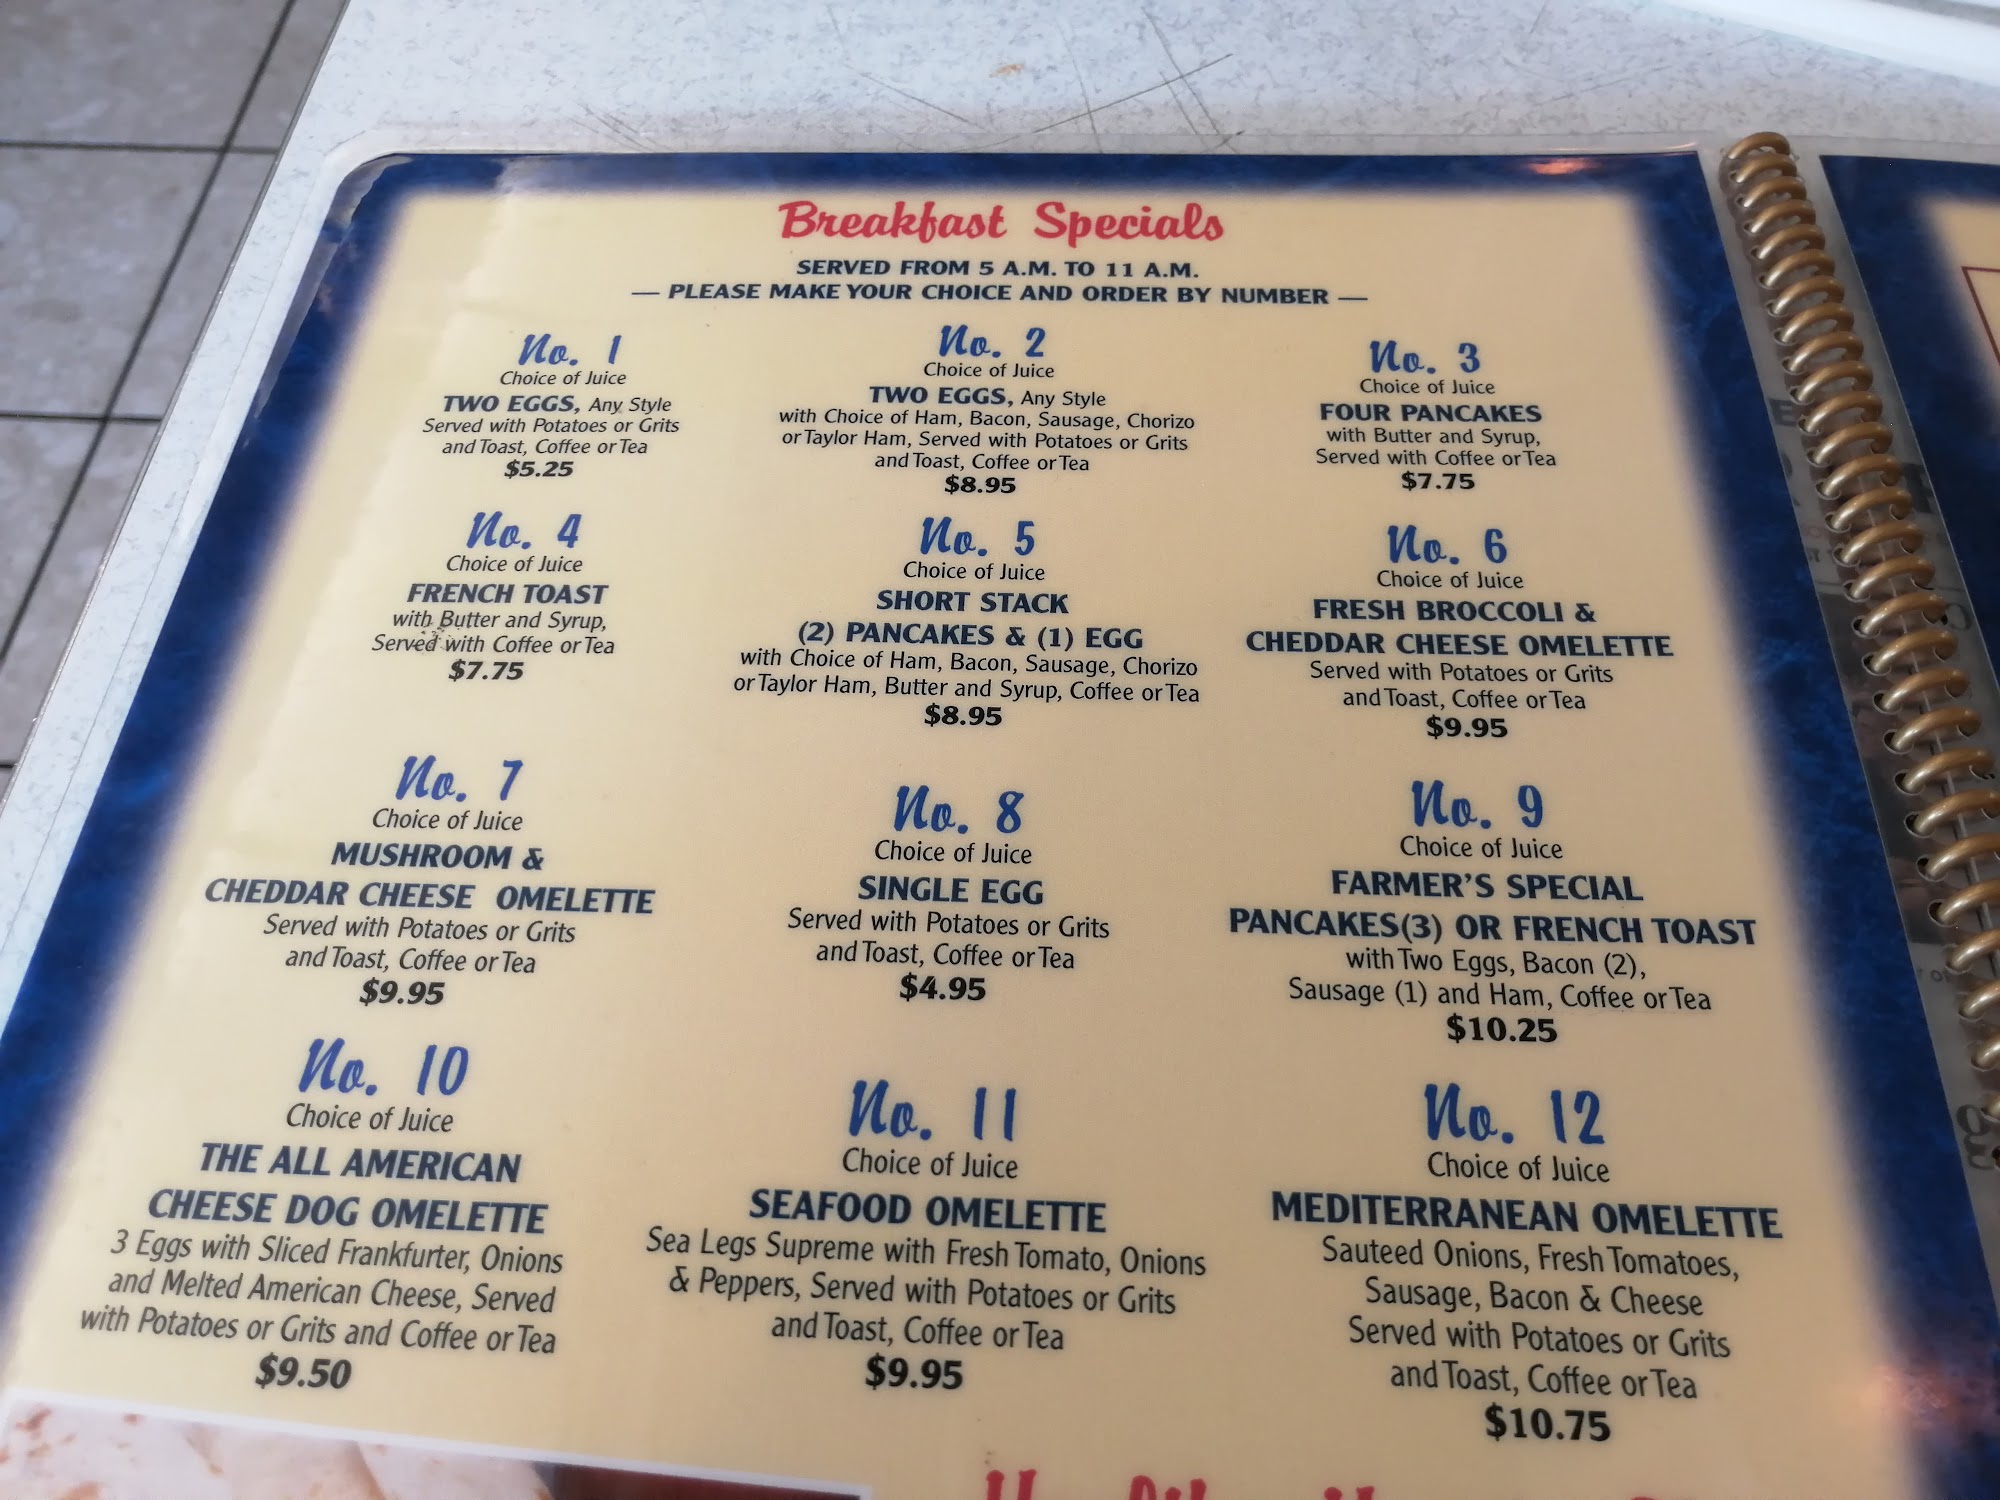 Breakfast Specials
SERVED FROM 5 A.M. TO 11 A.M.
— PLEASE MAKE YOUR CHOICE AND ORDER BY NUMBER —
No. 1
Choice of Juice
TWO EGGS, Any Style
Served with Potatoes or Grits
and Toast, Coffee or Tea
$5.25
No. 2
Choice of Juice
TWO EGGS, Any Style
with Choice of Ham, Bacon, Sausage, Chorizo
or Taylor Ham, Served with Potatoes or Grits
and Toast, Coffee or Tea
$8.95
No. 3
Choice of Juice
FOUR PANCAKES
with Butter and Syrup,
Served with Coffee or Tea
$7.75
No. 4
Choice of Juice
FRENCH TOAST
with Butter and Syrup,
Served with Coffee or Tea
$7.75
No. 5
Choice of Juice
SHORT STACK
(2) PANCAKES & (1) EGG
with Choice of Ham, Bacon, Sausage, Chorizo
or Taylor Ham, Butter and Syrup, Coffee or Tea
$8.95
No. 6
Choice of Juice
FRESH BROCCOLI &
CHEDDAR CHEESE OMELETTE
Served with Potatoes or Grits
and Toast, Coffee or Tea
$9.95
No. 7
Choice of Juice
MUSHROOM &
CHEDDAR CHEESE OMELETTE
Served with Potatoes or Grits
and Toast, Coffee or Tea
$9.95
No. 8
Choice of Juice
SINGLE EGG
Served with Potatoes or Grits
and Toast, Coffee or Tea
$4.95
No. 9
Choice of Juice
FARMER'S SPECIAL
PANCAKES(3) OR FRENCH TOAST
with Two Eggs, Bacon (2),
Sausage (1) and Ham, Coffee or Tea
$10.25
No. 10
Choice of Juice
THE ALL AMERICAN
CHEESE DOG OMELETTE
3 Eggs with Sliced Frankfurter, Onions
and Melted American Cheese, Served
with Potatoes or Grits and Coffee or Tea
$9.50
No. 11
Choice of Juice
SEAFOOD OMELETTE
Sea Legs Supreme with Fresh Tomato, Onions
& Peppers, Served with Potatoes or Grits
and Toast, Coffee or Tea
$9.95
No. 12
Choice of Juice
MEDITERRANEAN OMELETTE
Sauteed Onions, Fresh Tomatoes,
Sausage, Bacon & Cheese
Served with Potatoes or Grits
and Toast, Coffee or Tea
$10.75